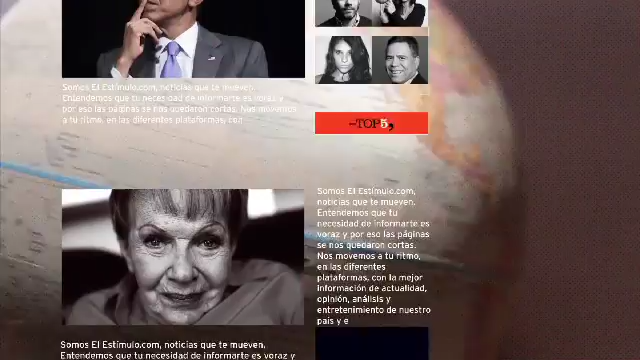 Somos El Estímulo.com, noticias que te mueven.
Entendemos que tu necesidad de informarte es voraz y
por eso las páginas se nos quedaron cortas. Nos movemos
a tu ritmo, en las diferentes plataformas, con
–TOP5,
Somos El Estímulo.com,
noticias que te mueven.
Entendemos que tu
necesidad de informarte es
voraz y por eso las páginas
se nos quedaron cortas.
Nos movemos a tu ritmo,
en las diferentes
plataformas, con la mejor
información de actualidad,
opinión, análisis y
entretenimiento de nuestro
país y e
Somos El Estímulo.com, noticias que te mueven.
Entendemos que tu necesidad de informarte es voraz y